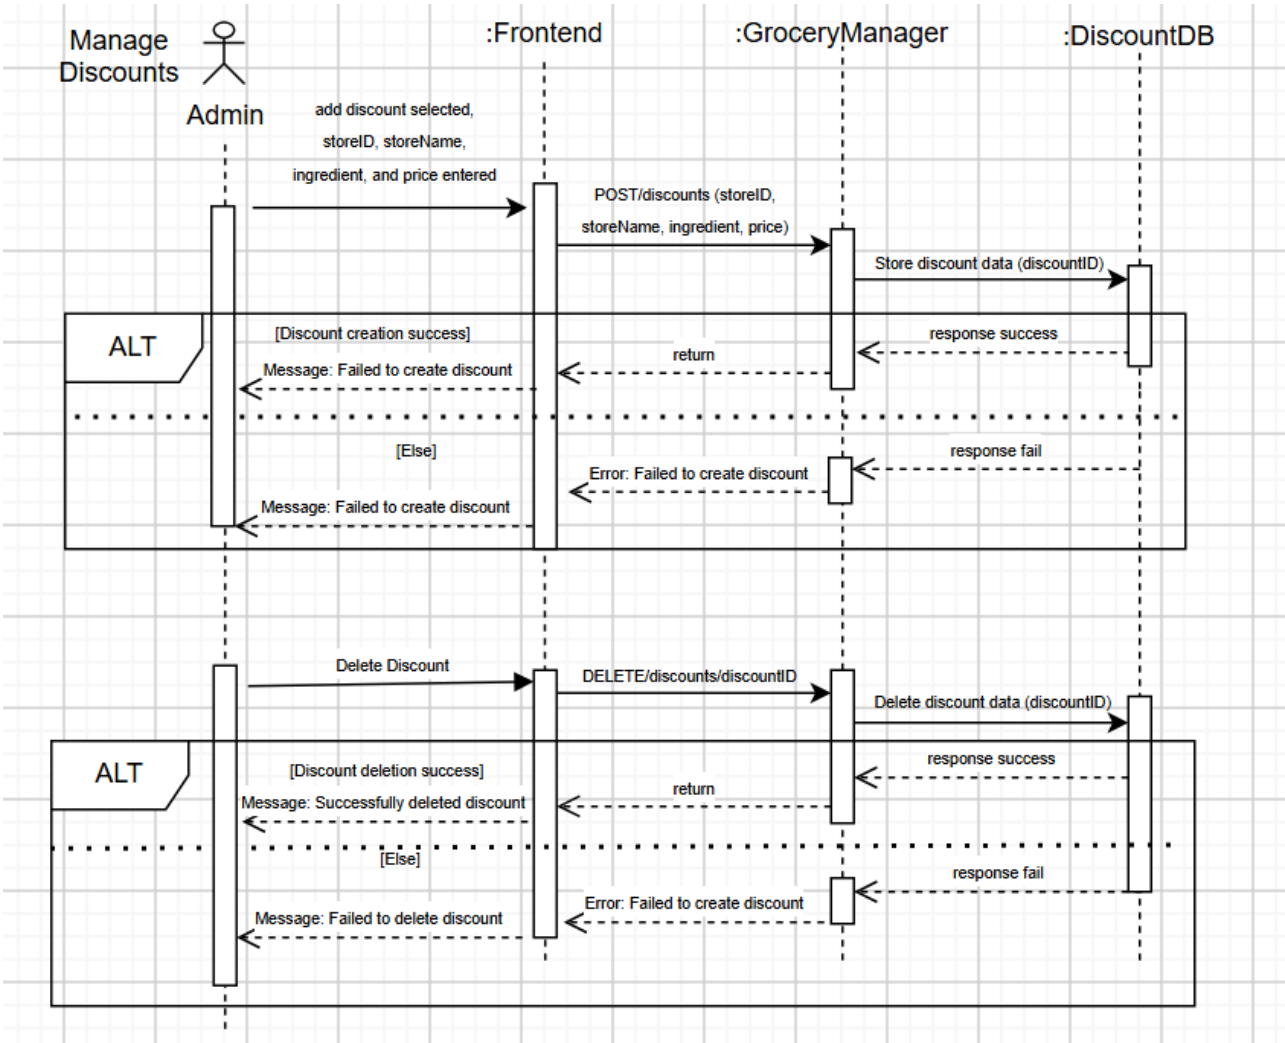 Manage
Discounts
Admin
:Frontend
:GroceryManager
:DiscountDB
add discount selected,
storeID, storeName,
ingredient, and price entered
POST/discounts (storeID,
storeName, ingredient, price)
Store discount data (discountID)
ALT
[Discount creation success]
response success
return
Message: Failed to create discount
[Else]
response fail
Error: Failed to create discount
Message: Failed to create discount
Delete Discount
DELETE/discounts/discountID
Delete discount data (discountID)
ALT
[Discount deletion success]
response success
return
Message: Successfully deleted discount
[Else]
response fail
Error: Failed to create discount
Message: Failed to delete discount